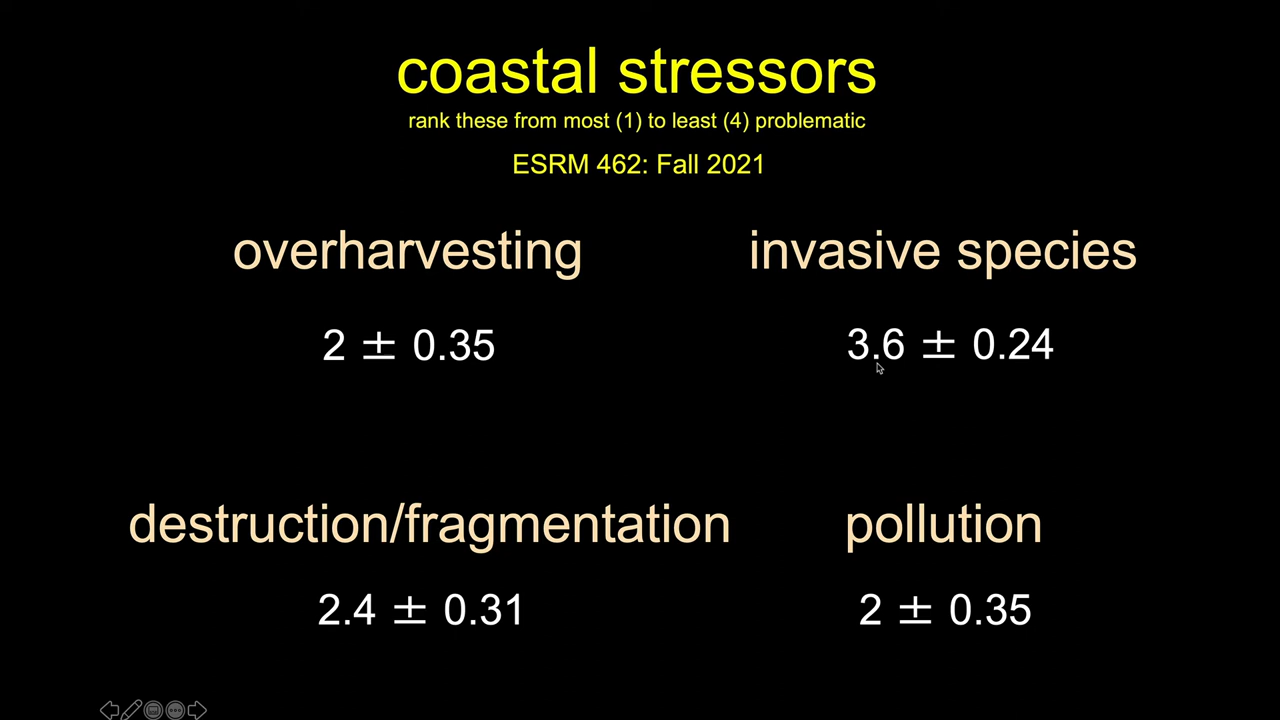 coastal stressors
rank these from most (1) to least (4) problematic
ESRM 462: Fall 2021
overharvesting
2 ± 0.35
invasive species
3.6 ± 0.24
destruction/fragmentation
2.4 ± 0.31
pollution
2 ± 0.35